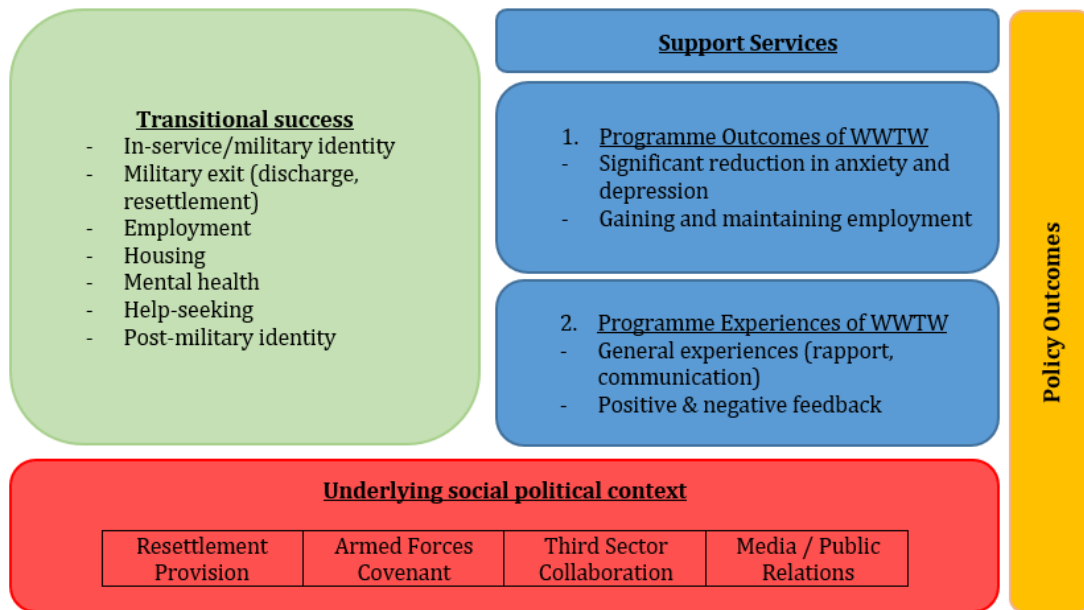 Transitional success
- In-service/military identity
- Military exit (discharge,
resettlement)
- Employment
- Housing
- Mental health
- Help-seeking
- Post-military identity
Support Services
1. Programme Outcomes of WWTW
- Significant reduction in anxiety and
depression
- Gaining and maintaining employment
2. Programme Experiences of WWTW
- General experiences (rapport,
communication)
- Positive & negative feedback
Policy Outcomes
Underlying social political context
Resettlement
Provision
Armed Forces
Covenant
Third Sector
Collaboration
Media / Public
Relations